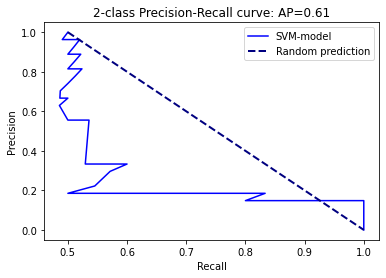 2-class Precision-Recall curve: AP=0.61
SVM-model
Random prediction
Precision
1.0
0.8
0.6
0.4
0.2
0.0
0.5 0.6 0.7 0.8 0.9 1.0
Recall